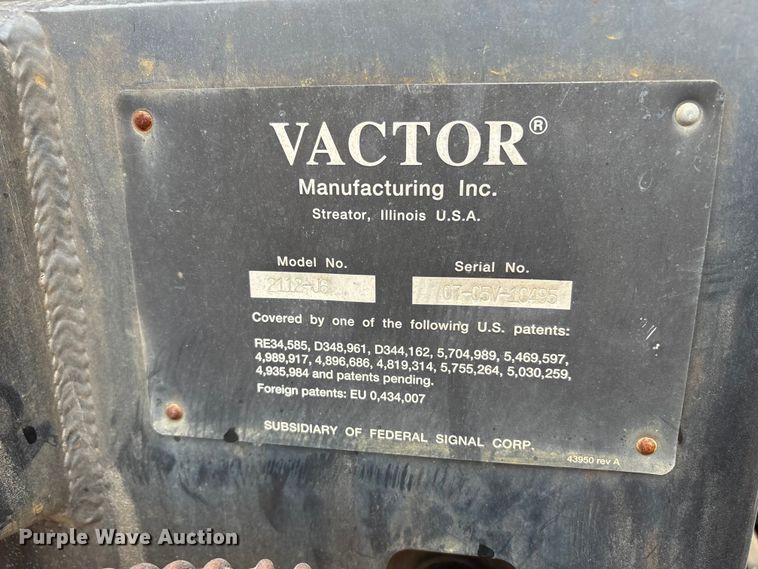 VACTOR®
Manufacturing Inc.
Streator, Illinois U.S.A.
Model No. Serial No.
2112-J6 07-05V-10495
Covered by one of the following U.S. patents:
RE34,585, D348,961, D344,162, 5,704,989, 5,469,597,
4,989,917, 4,896,686, 4,819,314, 5,755,264, 5,030,259,
4,935,984 and patents pending.
Foreign patents: EU 0,434,007
SUBSIDIARY OF FEDERAL SIGNAL CORP.
43950 rev A
Purple Wave Auction®